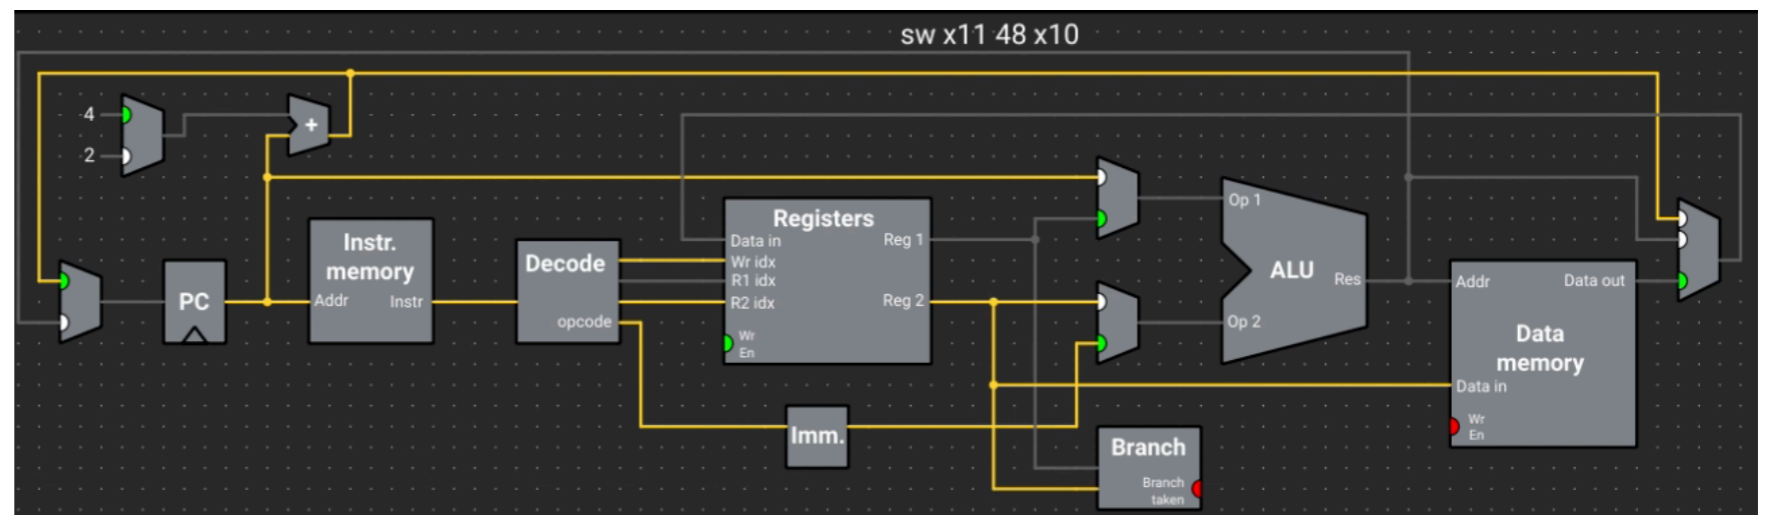 sw x11 48 x10
4
2
+
PC
Instr.
memory
Addr
Instr
Decode
opcode
Registers
Data in
Wr idx
R1 idx
R2 idx
Wr
En
Reg 1
Reg 2
Imm.
Op 1
Op 2
ALU
Res
Branch
Branch
taken
Addr
Data out
Data
memory
Data in
Wr
En